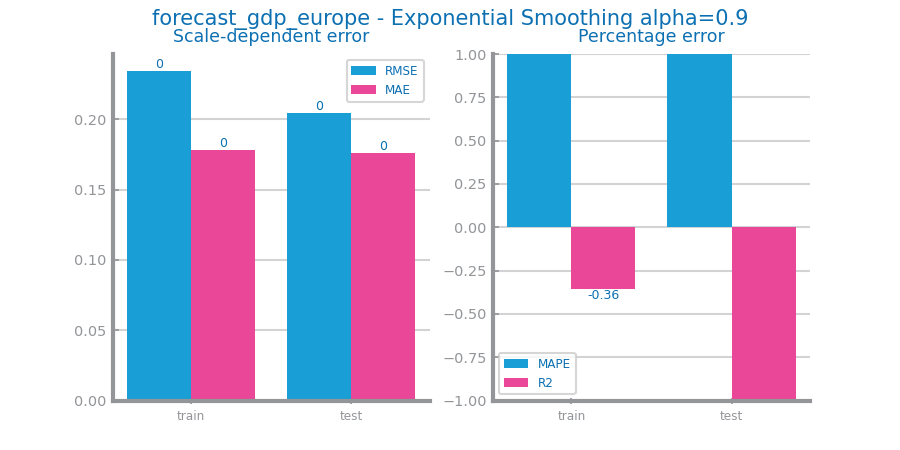 forecast_gdp_europe - Exponential Smoothing alpha=0.9
Scale-dependent error
0
0
0
0
RMSE
MAE
0.20
0.15
0.10
0.05
0.00
train
test
Percentage error
1.00
0.75
0.50
0.25
0.00
−0.25
−0.50
−0.75
−1.00
-0.36
MAPE
R2
train
test